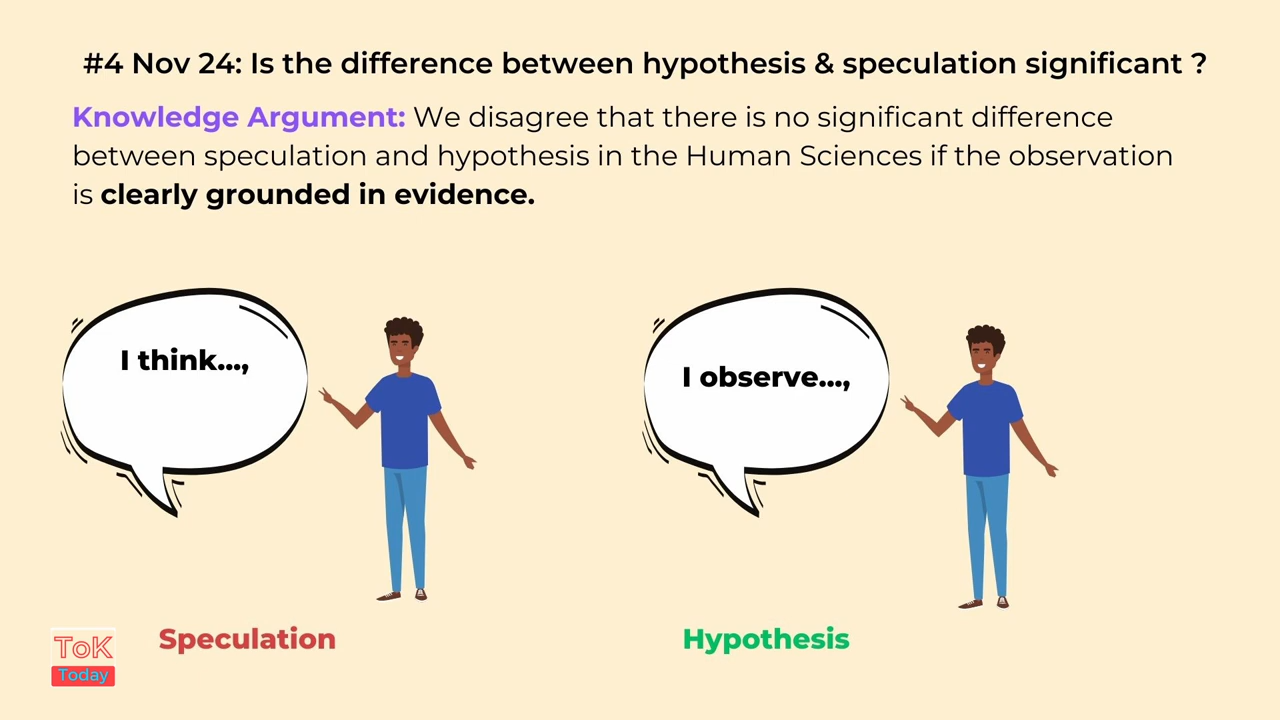 #4 Nov 24: Is the difference between hypothesis & speculation significant ?
Knowledge Argument: We disagree that there is no significant difference
between speculation and hypothesis in the Human Sciences if the observation
is clearly grounded in evidence.
I think...,
I observe...,
Speculation
Hypothesis
ToK
Today